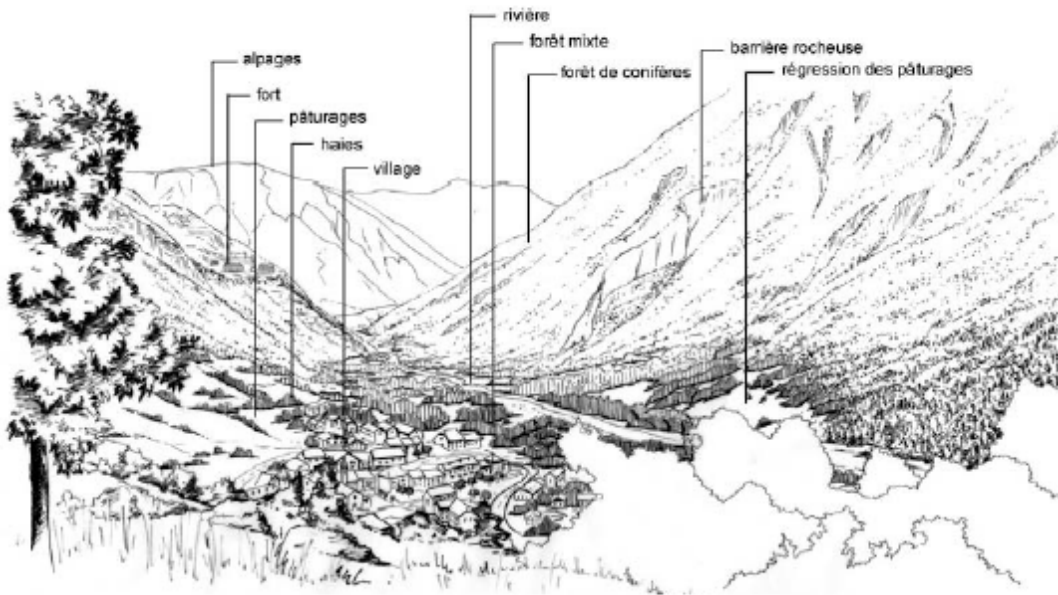 rivière
forêt mixte
barrière rocheuse
alpages
forêt de conifères
régression des pâturages
fort
pâturages
haies
village